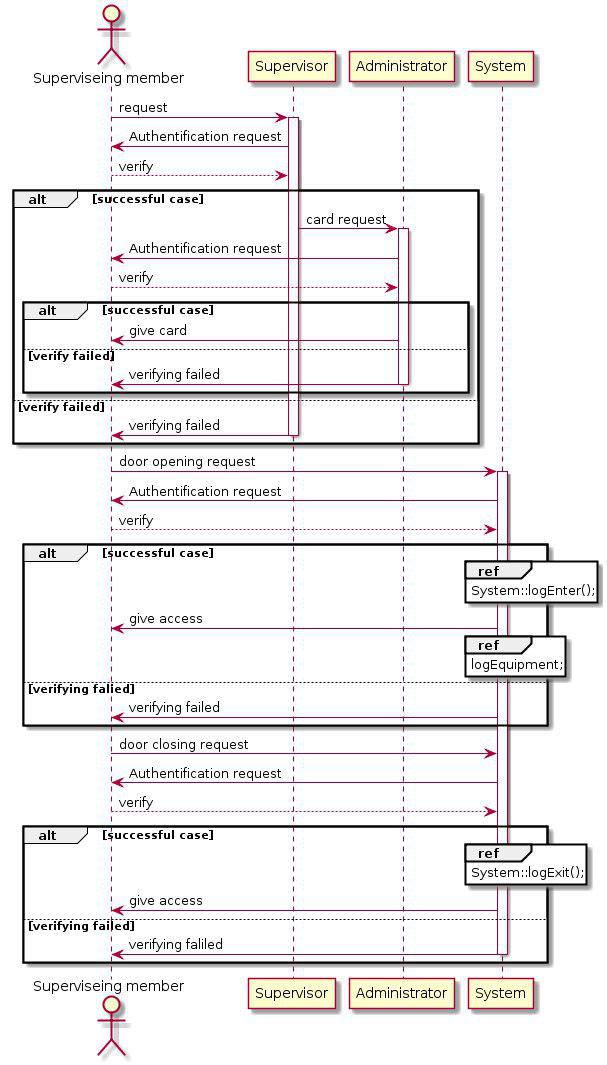 Superviseing member
Supervisor
Administrator
System
request
Authentification request
verify
alt [successful case]
card request
Authentification request
verify
alt [successful case]
give card
[verify failed]
verifying failed
[verify failed]
verifying failed
door opening request
Authentification request
verify
alt [successful case]
ref
System::logEnter();
give access
ref
logEquipment;
[verifying falied]
verifying failed
door closing request
Authentification request
verify
alt [successful case]
ref
System::logExit();
give access
[verifying failed]
verifying faliled
Superviseing member
Supervisor
Administrator
System